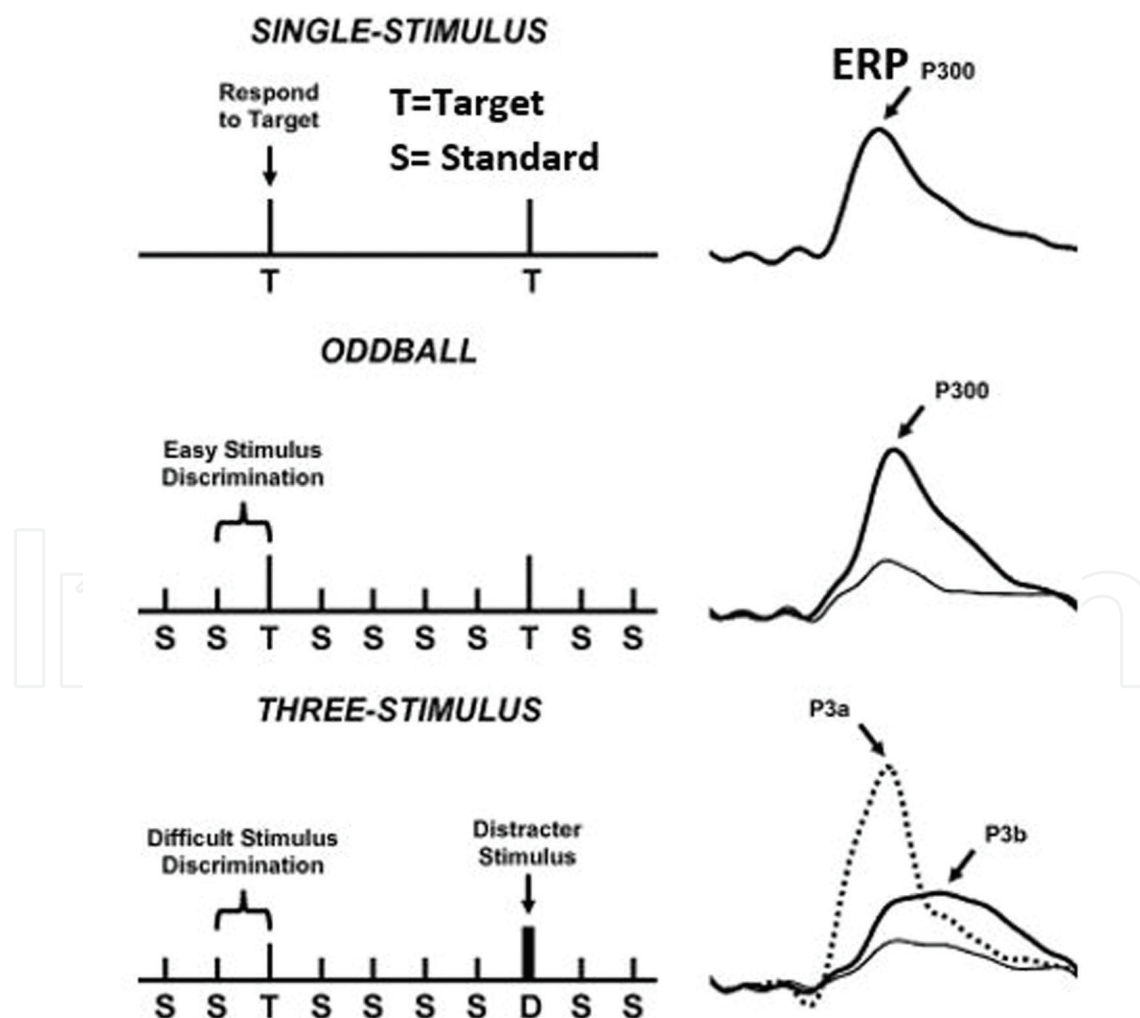 SINGLE-STIMULUS
Respond
to Target
T=Target
S= Standard
T T
ERP P300
ODDBALL
Easy Stimulus
Discrimination
S S T S S S S T S S
P300
THREE-STIMULUS
Difficult Stimulus
Discrimination
Distracter
Stimulus
S S T S S S S D S S
P3a
P3b